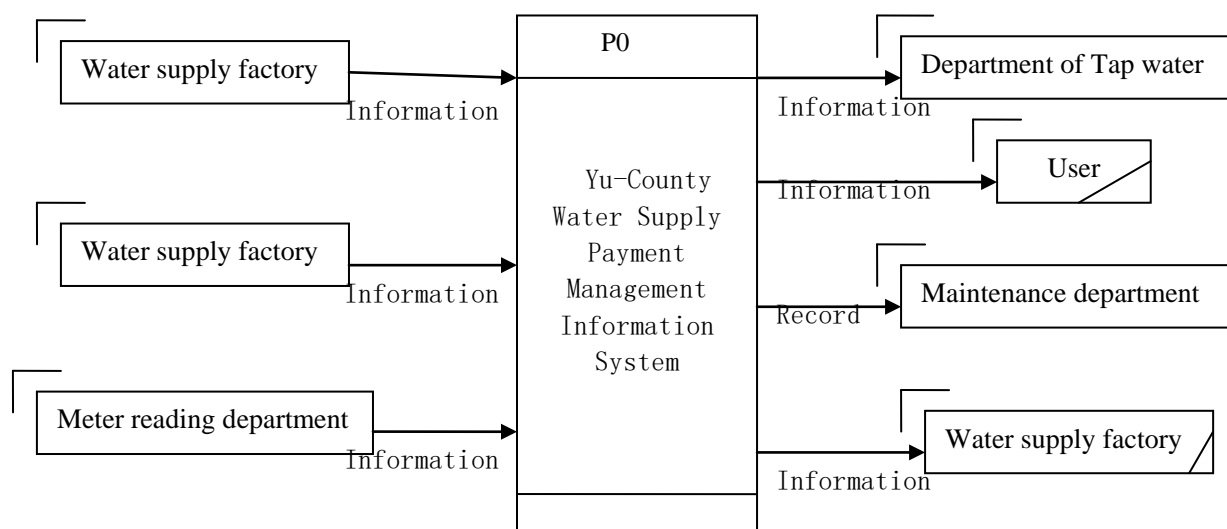 Water supply factory
Information
Water supply factory
Information
Meter reading department
Information
P0
Yu-County
Water Supply
Payment
Management
Information
System
Department of Tap water
Information
User
Information
Maintenance department
Record
Water supply factory
Information